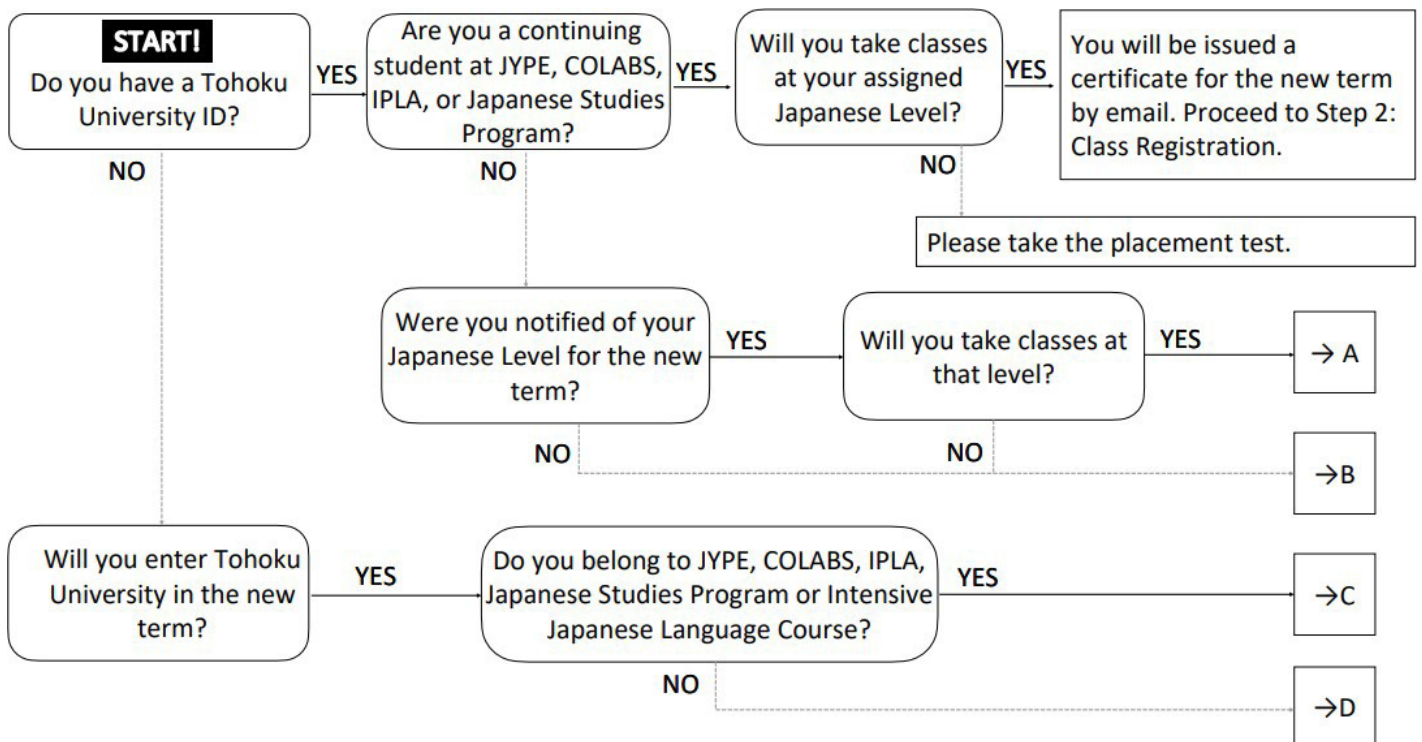 START!
Do you have a Tohoku
University ID?
YES
NO
Are you a continuing
student at JYPE, COLABS,
IPLA, or Japanese Studies
Program?
YES
NO
Will you take classes
at your assigned
Japanese Level?
YES
NO
You will be issued a
certificate for the new term
by email. Proceed to Step 2:
Class Registration.
Please take the placement test.
Were you notified of your
Japanese Level for the new
term?
YES
NO
Will you take classes at
that level?
YES
NO
→ A
→B
Will you enter Tohoku
University in the new
term?
YES
Do you belong to JYPE, COLABS, IPLA,
Japanese Studies Program or Intensive
Japanese Language Course?
YES
NO
→C
→D